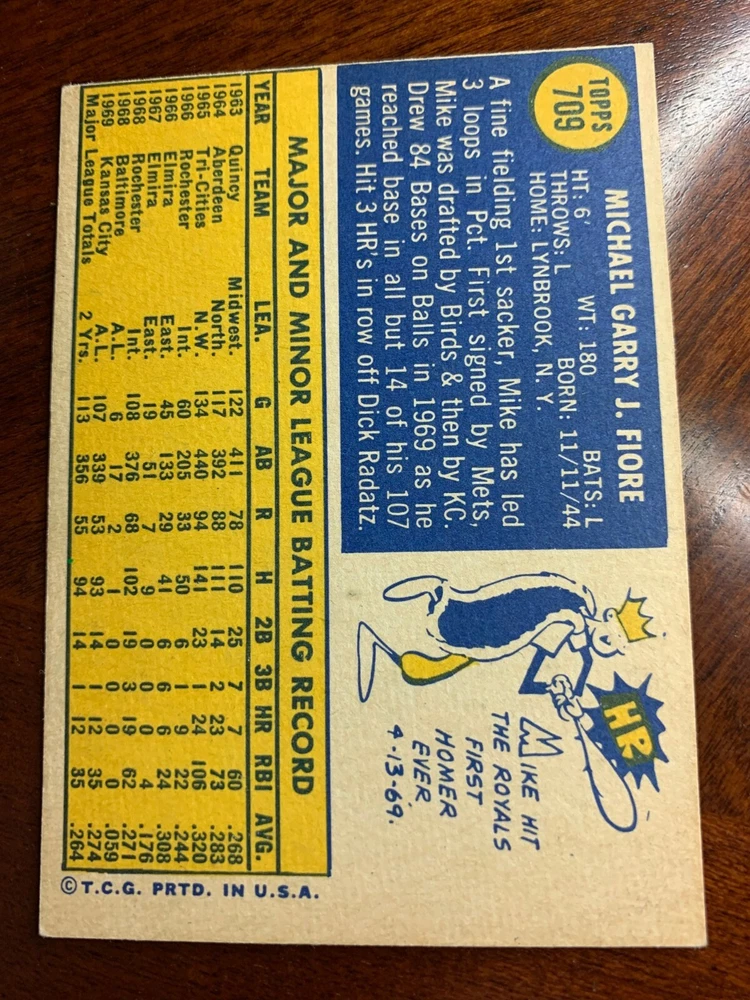 TOPPS
709
MICHAEL GARRY J. FIORE
HT: 6' WT: 180 BATS: L
THROWS: L BORN: 11/11/44
HOME: LYNBROOK, N. Y.
A fine fielding 1st sacker, Mike has led
3 loops in Pct. First signed by Mets,
Mike was drafted by Birds & then by KC.
Drew 84 Bases on Balls in 1969 as he
reached base in all but 14 of his 107
games. Hit 3 HR's in row off Dick Radatz.
HR
MIKE HIT
THE ROYALS
FIRST
HOMER
EVER
4-13-69.
MAJOR AND MINOR LEAGUE BATTING RECORD
YEAR TEAM LEA. G AB R H 2B 3B HR RBI AVG.
1963 Quincy Midwest. 122 411 78 110 25 7 7 60 .268
1964 Aberdeen North. 117 392 88 111 14 2 23 73 .283
1965 Tri-Cities N.W. 134 440 94 141 23 1 24 106 .320
1966 Rochester Int. 60 205 33 50 6 1 9 22 .244
1966 Elmira East. 45 133 29 41 6 0 6 24 .308
1967 Elmira East. 19 51 7 9 0 0 0 4 .176
1968 Rochester Int. 108 376 68 102 19 3 19 62 .271
1968 Baltimore A.L. 6 17 2 1 0 0 0 0 .059
1969 Kansas City A.L. 107 339 53 93 14 1 12 35 .274
Major League Totals 2 Yrs. 113 356 55 94 14 1 12 35 .264
© T.C.G. PRTD. IN U.S.A.